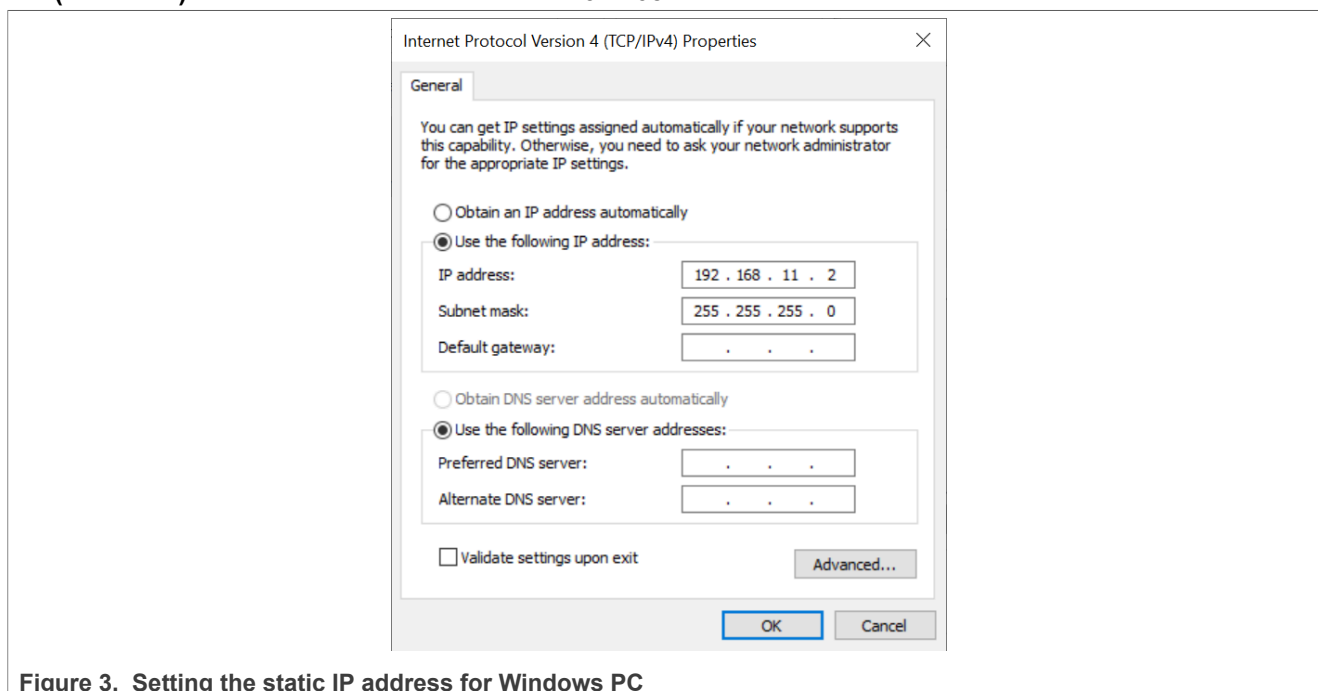 Internet Protocol Version 4 (TCP/IPv4) Properties
General
You can get IP settings assigned automatically if your network supports
this capability. Otherwise, you need to ask your network administrator
for the appropriate IP settings.
Obtain an IP address automatically
Use the following IP address:
IP address: 192 . 168 . 11 . 2
Subnet mask: 255 . 255 . 255 . 0
Default gateway: . . .
Obtain DNS server address automatically
Use the following DNS server addresses:
Preferred DNS server: . . .
Alternate DNS server: . . .
Validate settings upon exit
Advanced...
OK Cancel
Figure 3. Setting the static IP address for Windows PC